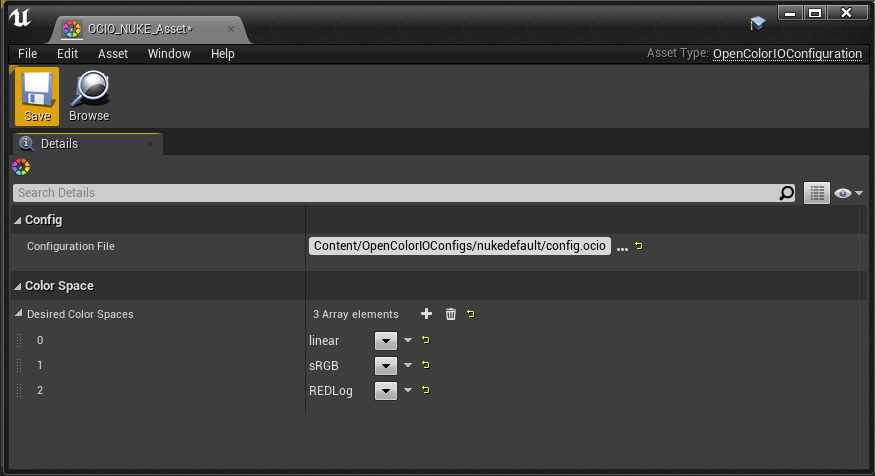 OCIO_NUKE_Asset*
File Edit Asset Window Help Asset Type: OpenColorIOConfiguration
Save Browse
Details
Search Details
Config
Configuration File Content/OpenColorIOConfigs/nukedefault/config.ocio ...
Color Space
Desired Color Spaces 3 Array elements
0 linear
1 sRGB
2 REDLog